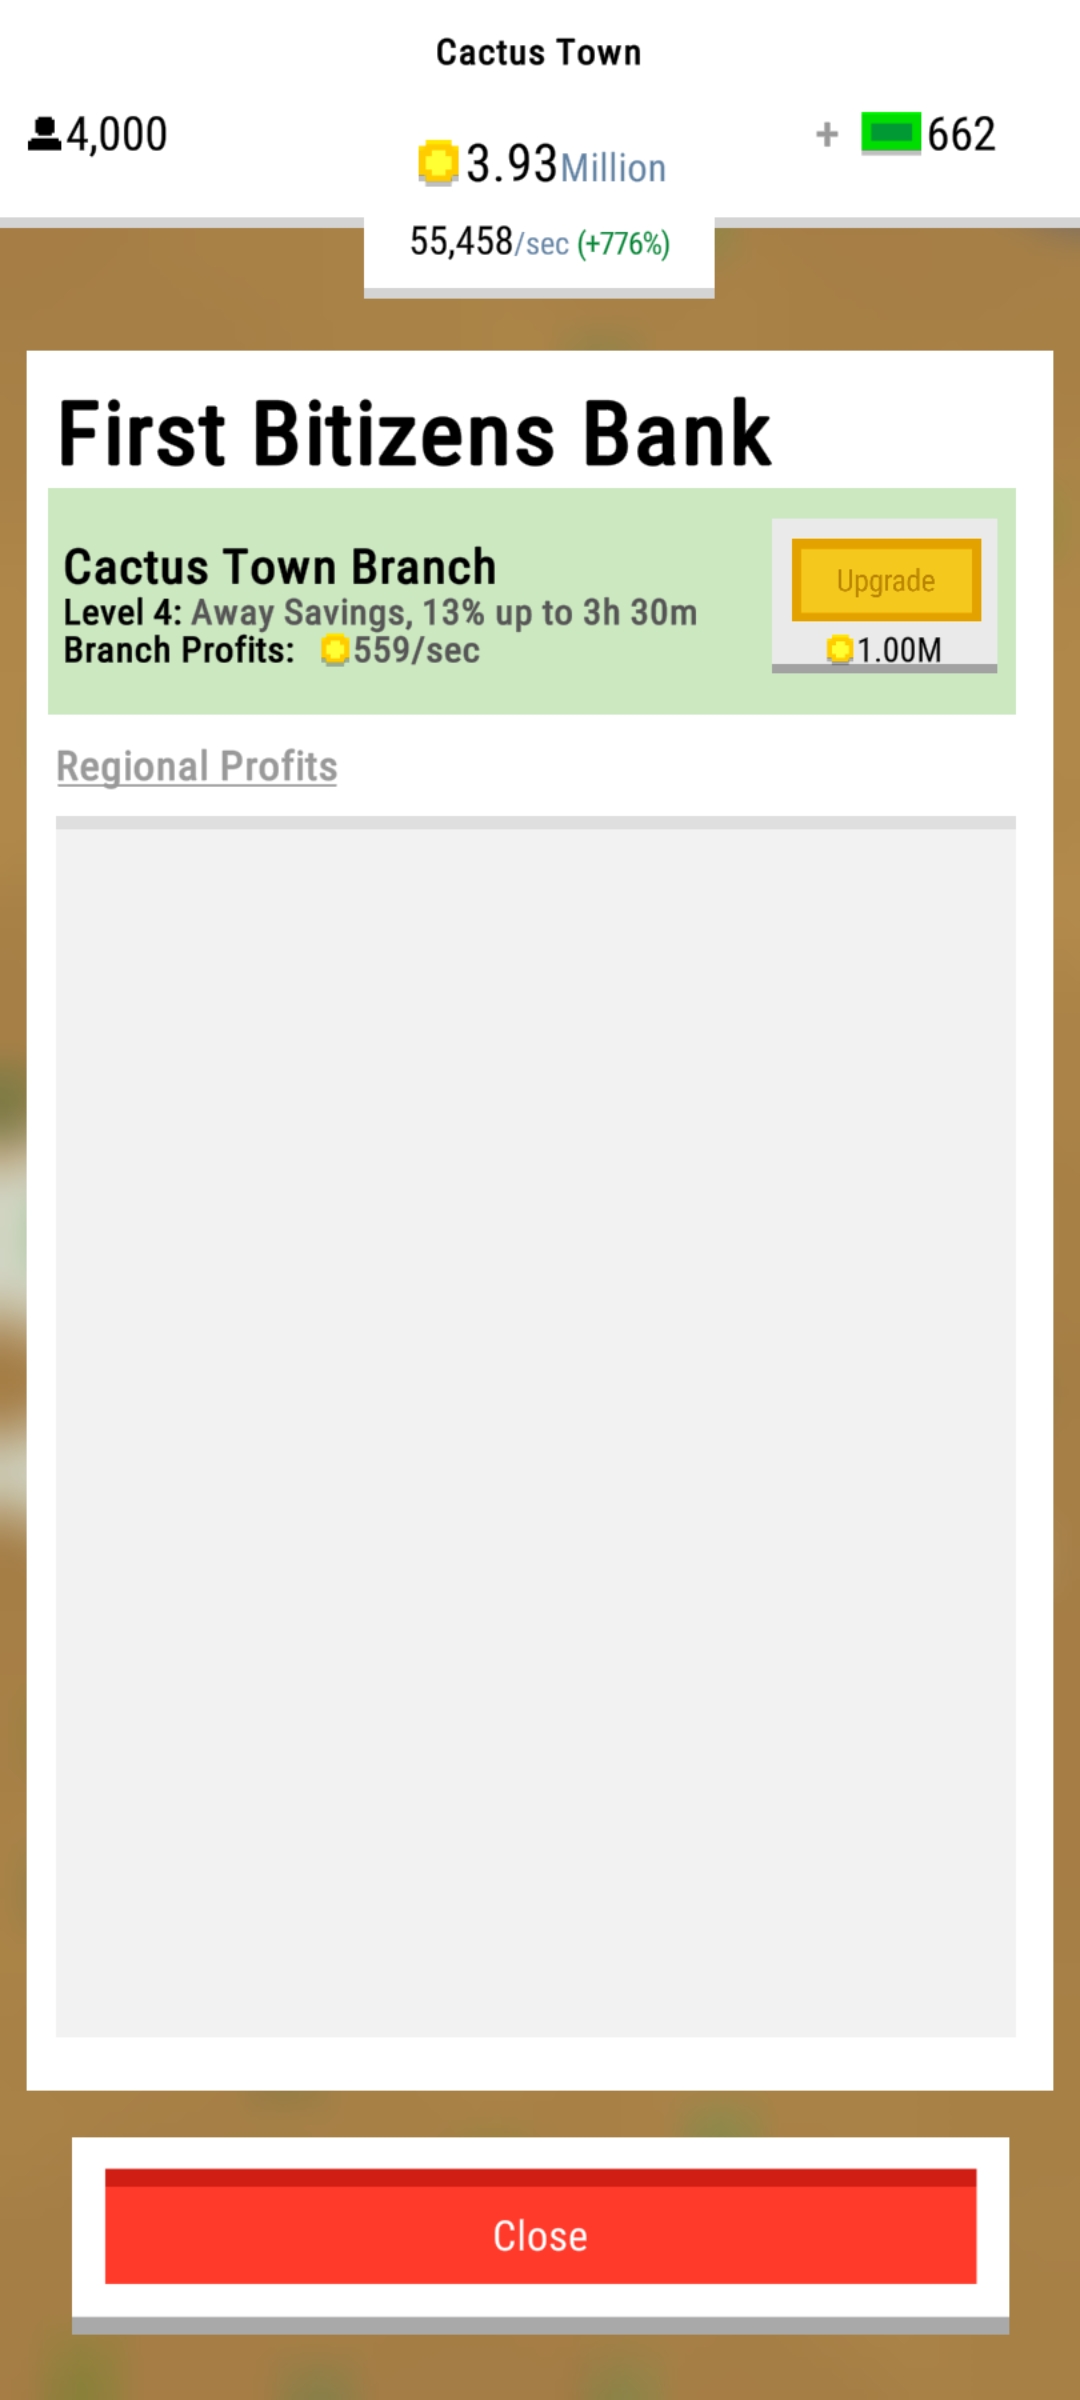 Cactus Town
4,000
3.93Million
+ 662
55,458/sec (+776%)
First Bitizens Bank
Cactus Town Branch
Level 4: Away Savings, 13% up to 3h 30m
Branch Profits: 559/sec
Upgrade
1.00M
Regional Profits
Close